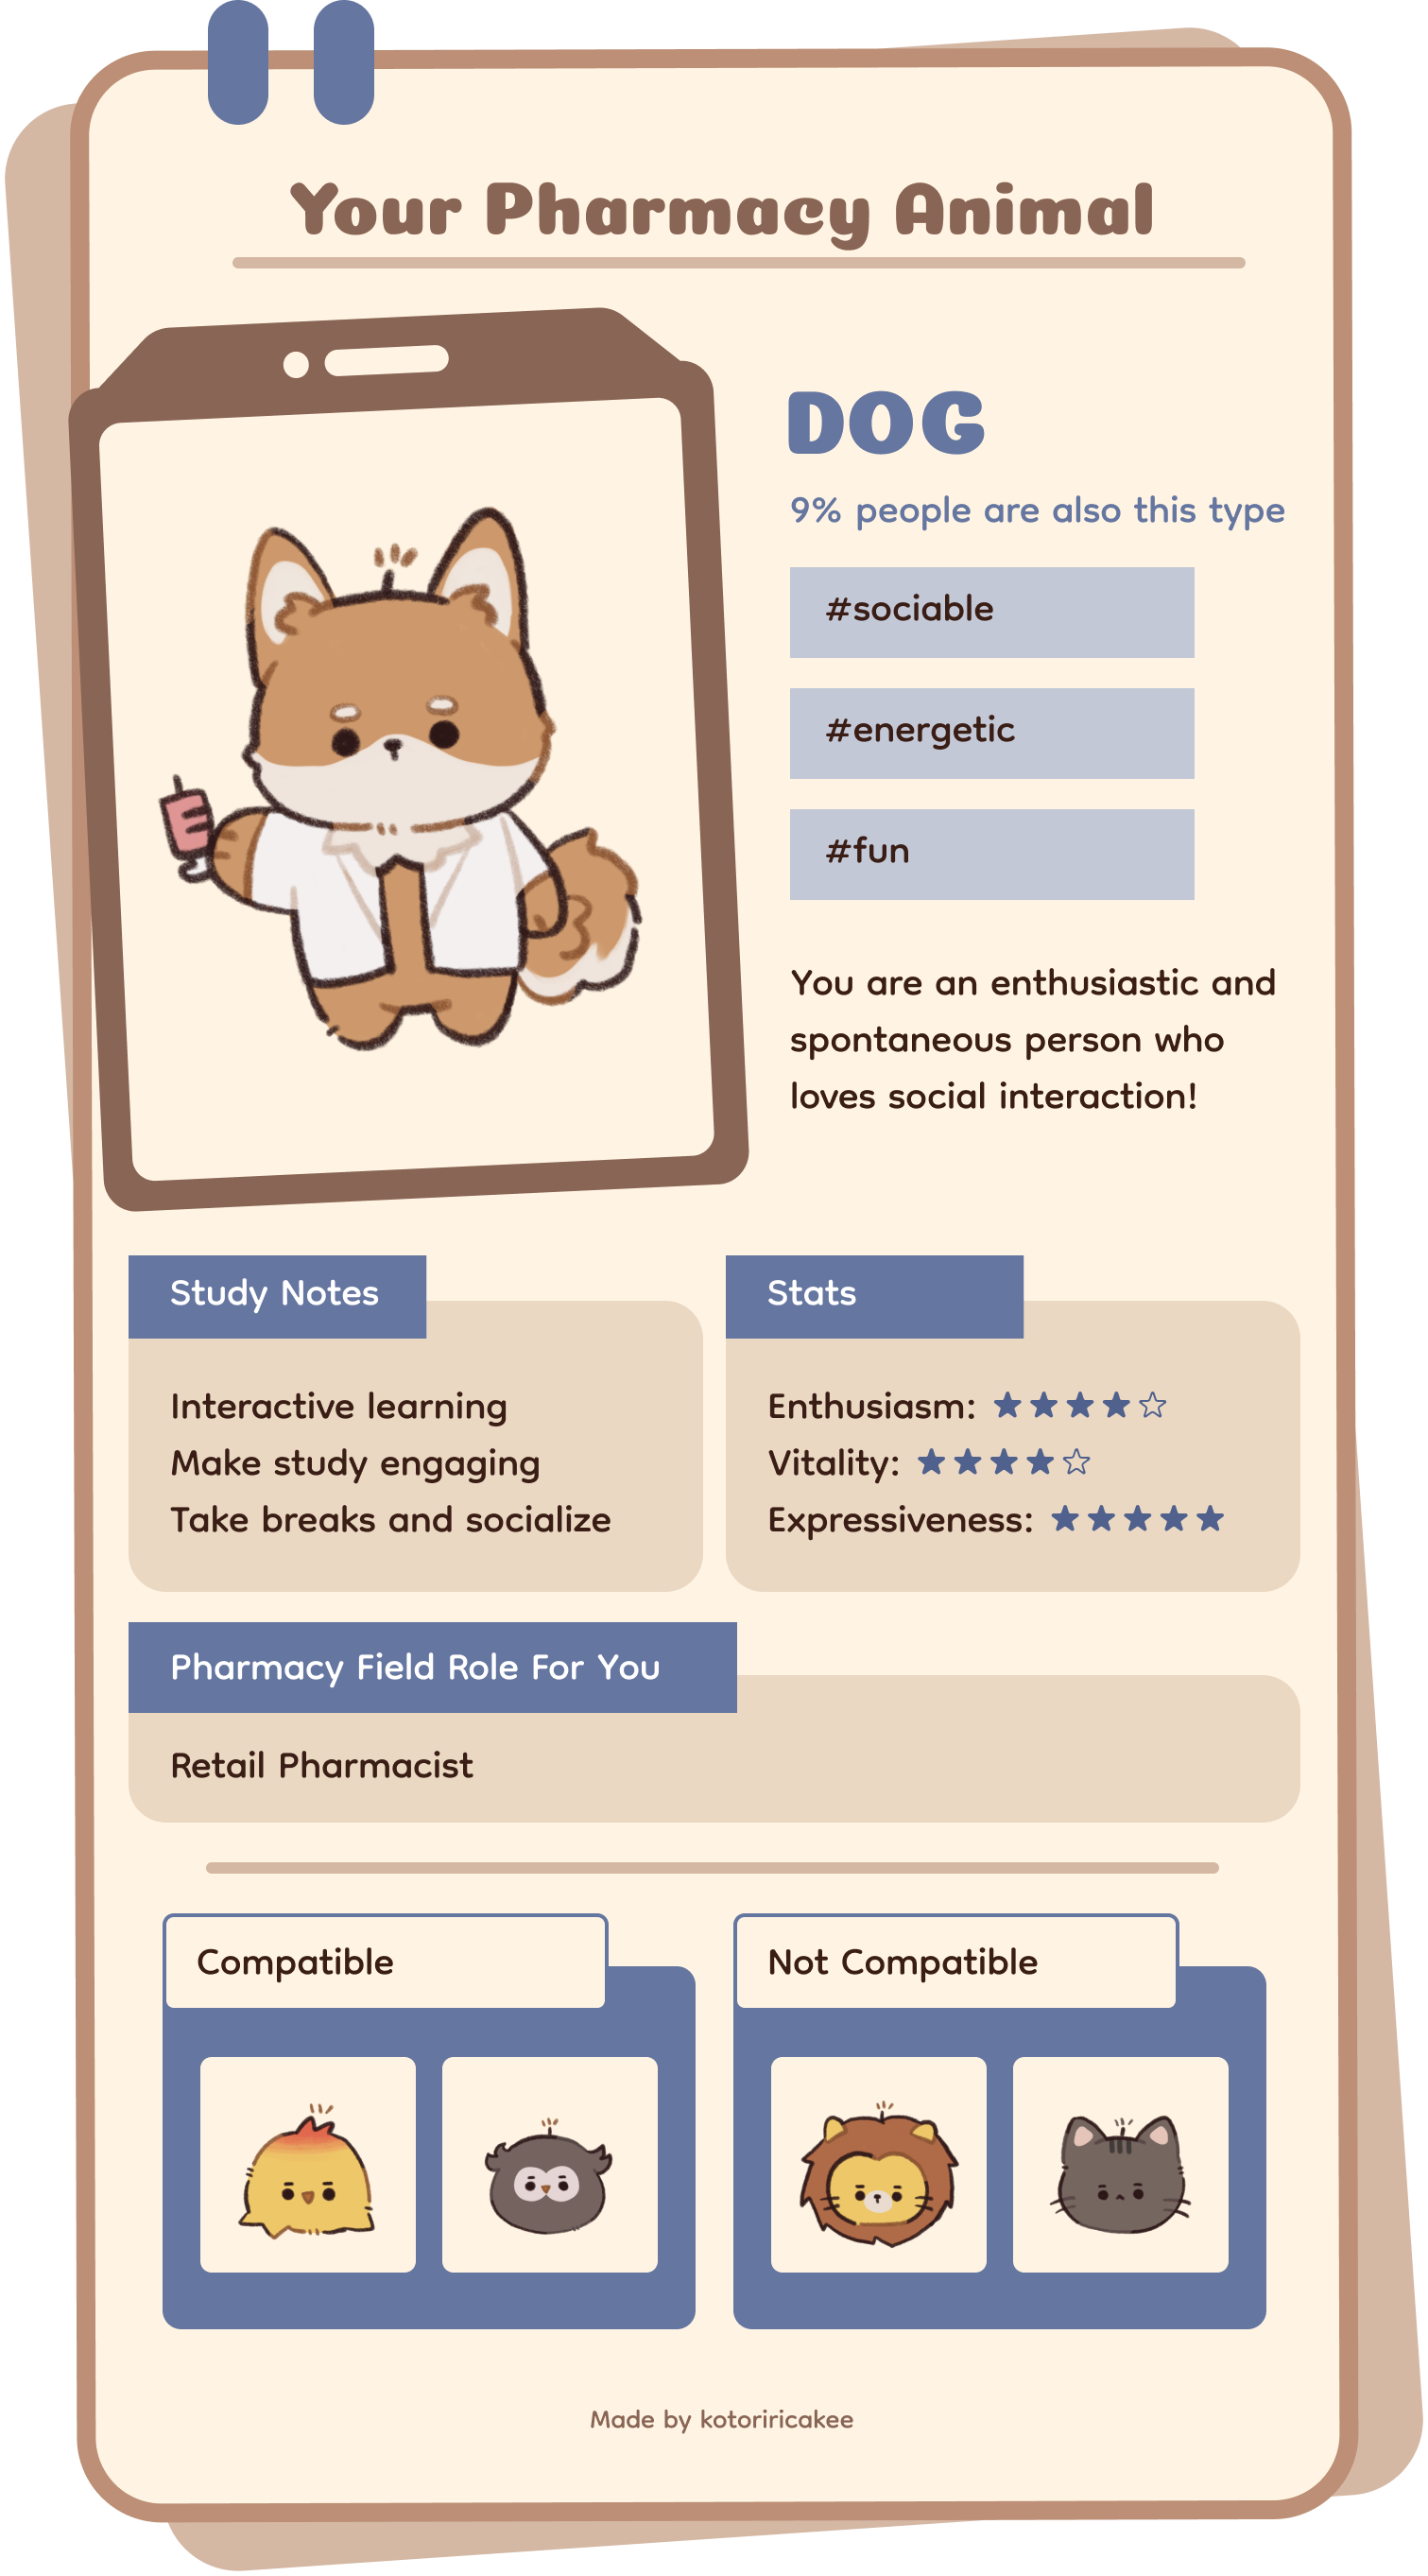 Your Pharmacy Animal
DOG
9% people are also this type
#sociable
#energetic
#fun
You are an enthusiastic and
spontaneous person who
loves social interaction!
Study Notes
Interactive learning
Make study engaging
Take breaks and socialize
Stats
Enthusiasm: ★★★★☆
Vitality: ★★★★☆
Expressiveness: ★★★★★
Pharmacy Field Role For You
Retail Pharmacist
Compatible
Not Compatible
Made by kotoriricakee